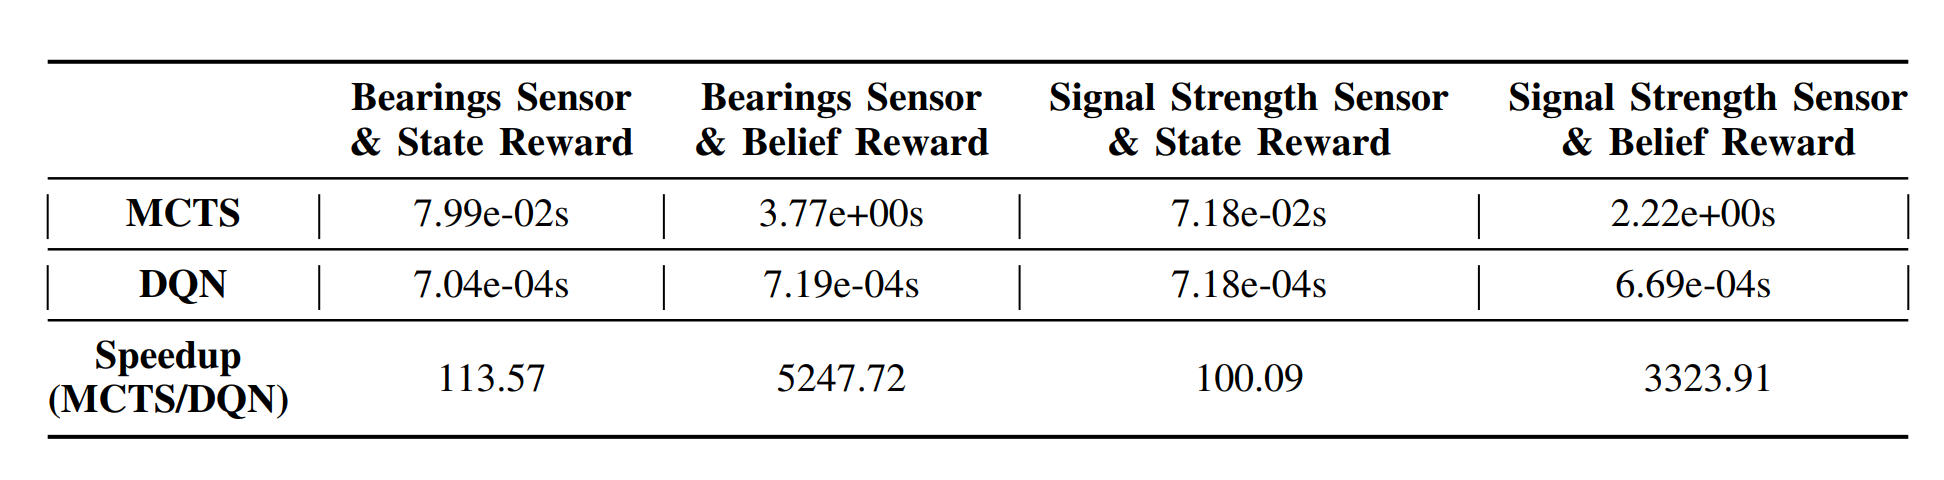 Bearings Sensor & State Reward
Bearings Sensor & Belief Reward
Signal Strength Sensor & State Reward
Signal Strength Sensor & Belief Reward
MCTS 7.99e-02s 3.77e+00s 7.18e-02s 2.22e+00s
DQN 7.04e-04s 7.19e-04s 7.18e-04s 6.69e-04s
Speedup (MCTS/DQN) 113.57 5247.72 100.09 3323.91